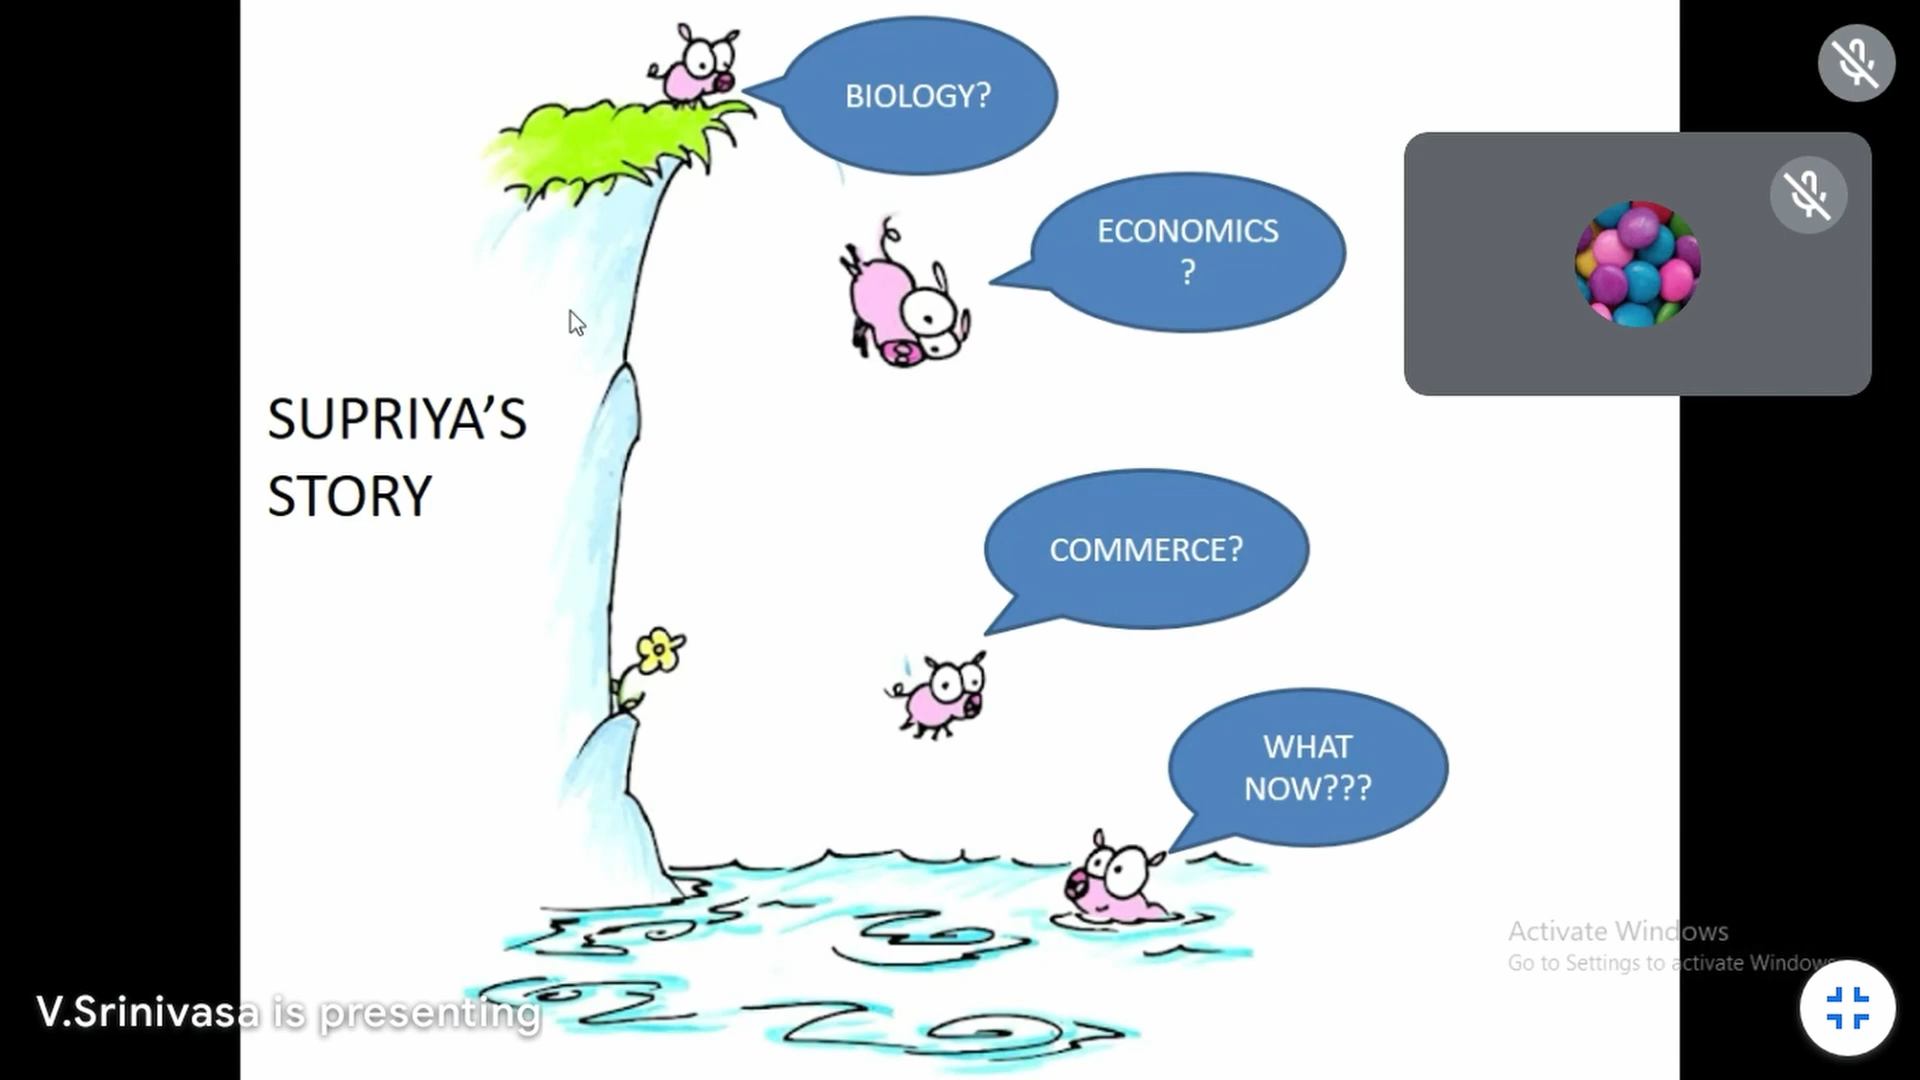 BIOLOGY?
ECONOMICS
?
SUPRIYA’S
STORY
COMMERCE?
WHAT
NOW???
Activate Windows
Go to Settings to activate Windows
V.Srinivasa is presenting